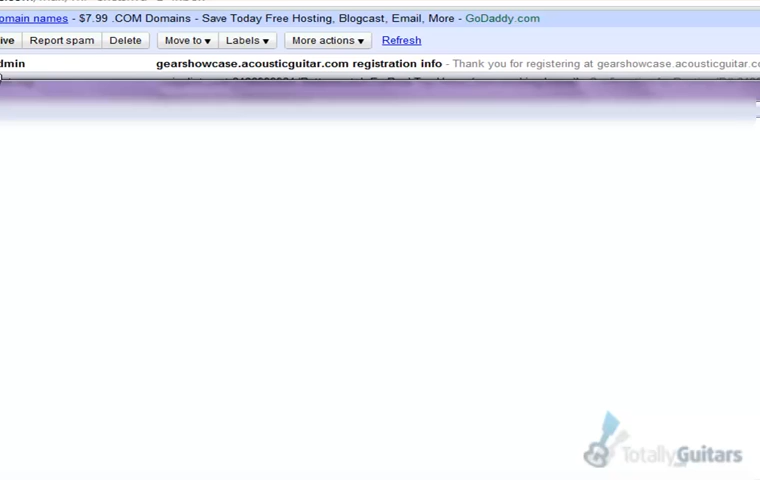 omain names - $7.99 .COM Domains - Save Today Free Hosting, Blogcast, Email, More - GoDaddy.com
ive Report spam Delete Move to Labels More actions Refresh
dmin gearshowcase.acousticguitar.com registration info - Thank you for registering at gearshowcase.acousticguitar.co
TotallyGuitars